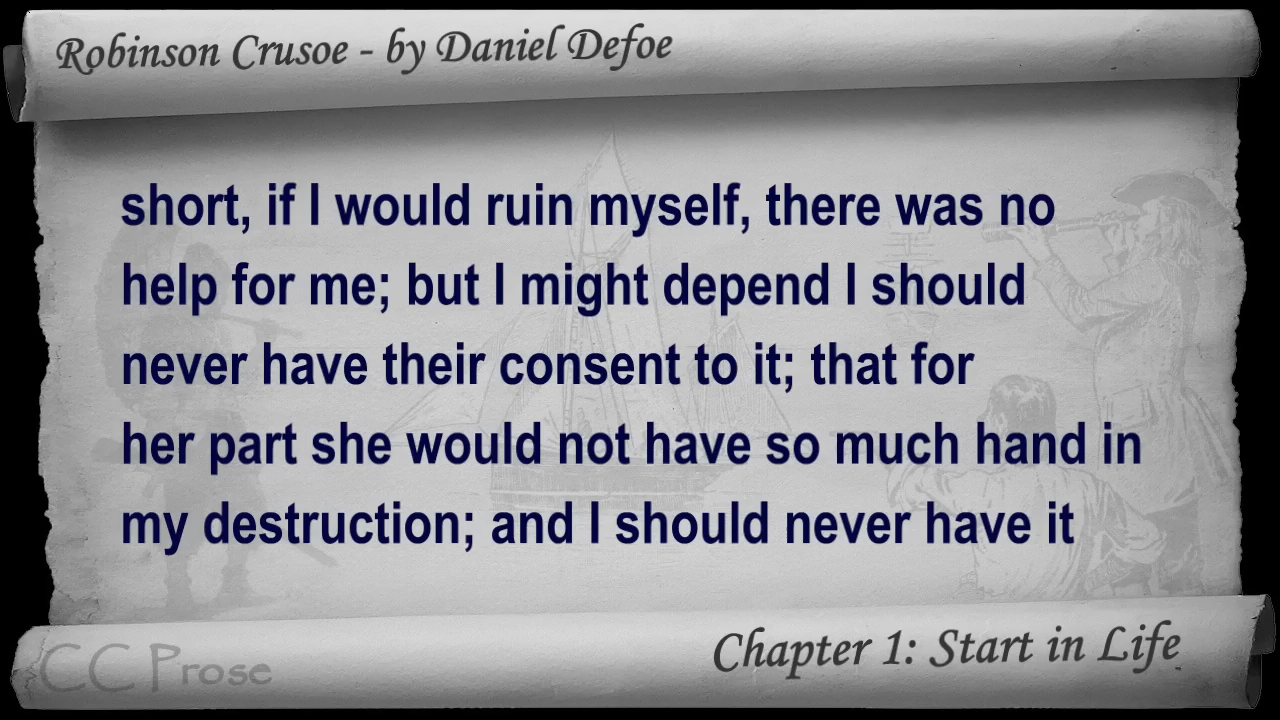 Robinson Crusoe - by Daniel Defoe
short, if I would ruin myself, there was no
help for me; but I might depend I should
never have their consent to it; that for
her part she would not have so much hand in
my destruction; and I should never have it
Chapter 1: Start in Life
CC Prose